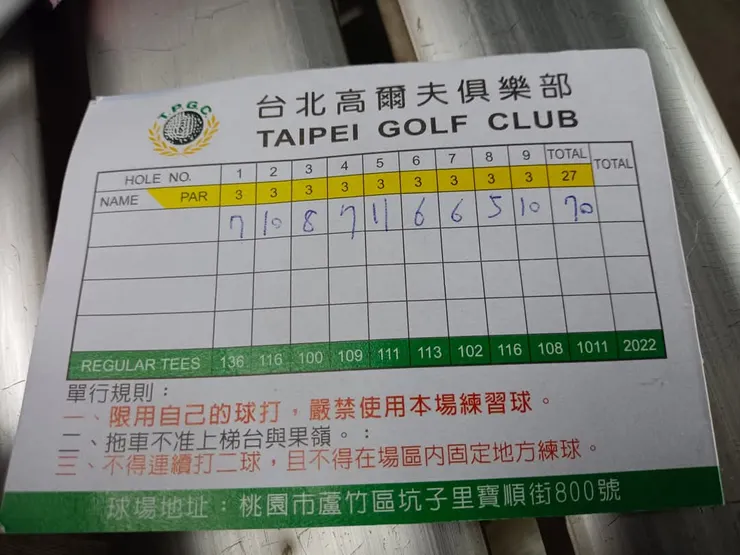 T.P.G.C
台北高爾夫俱樂部
TAIPEI GOLF CLUB
HOLE NO. 1 2 3 4 5 6 7 8 9 TOTAL TOTAL
NAME PAR 3 3 3 3 3 3 3 3 3 27
7 10 8 7 11 6 6 5 10 70
REGULAR TEES 136 116 100 109 111 113 102 116 108 1011 2022
單行規則：
一、限用自己的球打，嚴禁使用本場練習球。
二、拖車不准上梯台與果嶺。：
三、不得連續打二球，且不得在場區內固定地方練球。
球場地址：桃園市蘆竹區坑子里寶順街800號